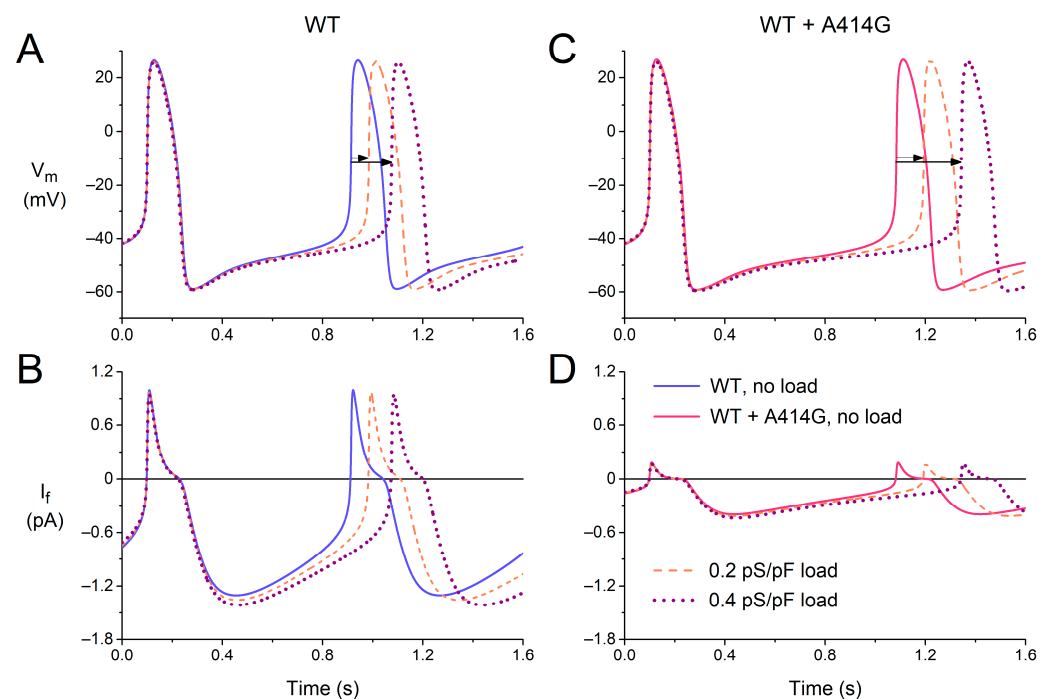 WT
WT + A414G
A
C
20
0
–20
–40
–60
V m
(mV)
0.0 0.4 0.8 1.2 1.6
20
0
–20
–40
–60
0.0 0.4 0.8 1.2 1.6
B
D
1.2
0.6
0
–0.6
–1.2
–1.8
I f
(pA)
0.0 0.4 0.8 1.2 1.6
Time (s)
1.2
0.6
0
–0.6
–1.2
–1.8
WT, no load
WT + A414G, no load
0.2 pS/pF load
0.4 pS/pF load
0.0 0.4 0.8 1.2 1.6
Time (s)